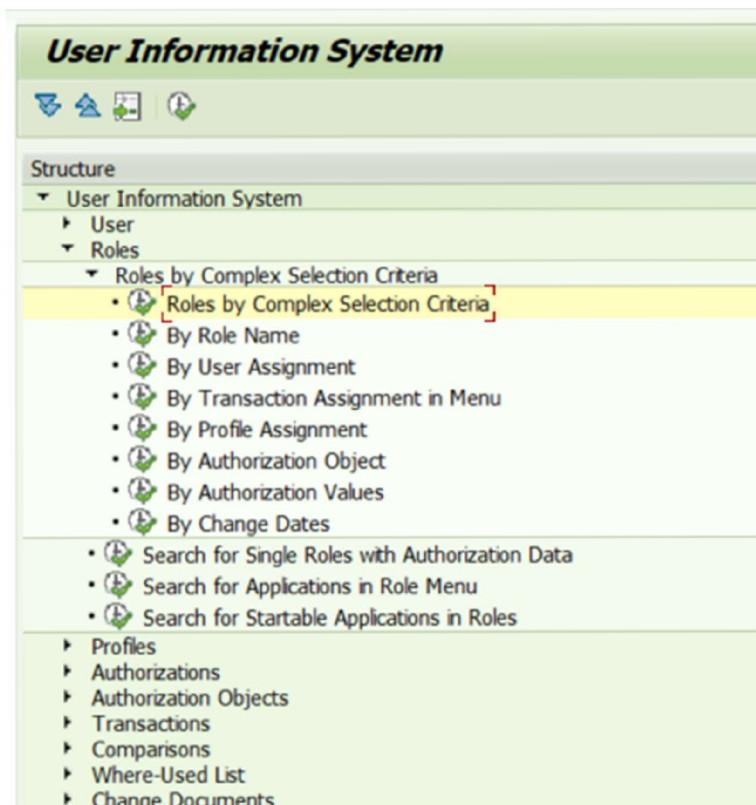 User Information System
Structure
User Information System
User
Roles
Roles by Complex Selection Criteria
Roles by Complex Selection Criteria
By Role Name
By User Assignment
By Transaction Assignment in Menu
By Profile Assignment
By Authorization Object
By Authorization Values
By Change Dates
Search for Single Roles with Authorization Data
Search for Applications in Role Menu
Search for Startable Applications in Roles
Profiles
Authorizations
Authorization Objects
Transactions
Comparisons
Where-Used List
Change Documents